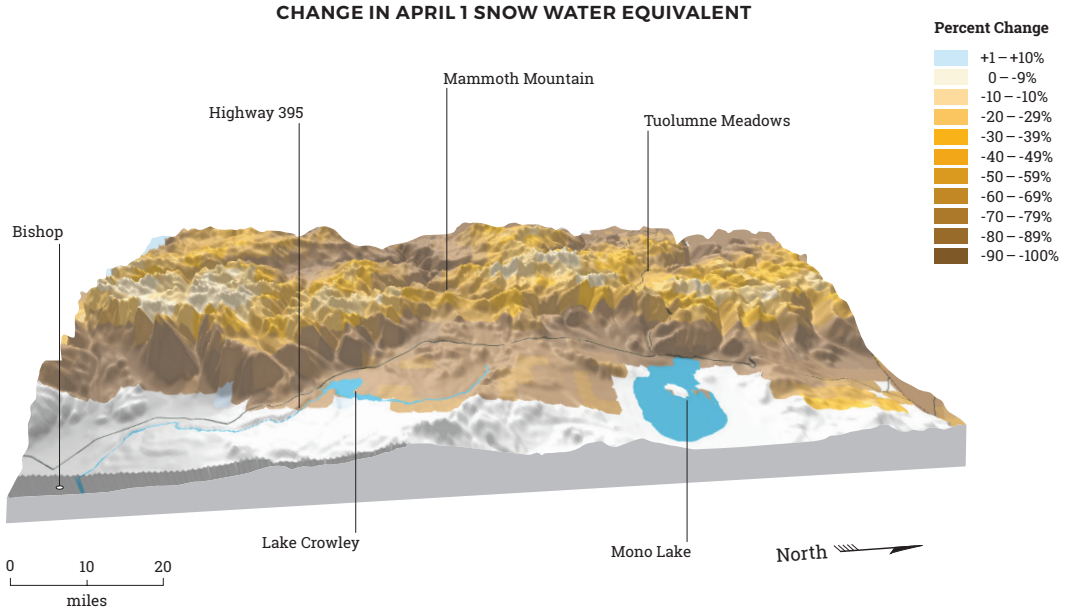 CHANGE IN APRIL 1 SNOW WATER EQUIVALENT
Percent Change
+1 – +10%
0 – -9%
-10 – -10%
-20 – -29%
-30 – -39%
-40 – -49%
-50 – -59%
-60 – -69%
-70 – -79%
-80 – -89%
-90 – -100%
Mammoth Mountain
Highway 395
Tuolumne Meadows
Bishop
Lake Crowley
Mono Lake
North
0 10 20
miles